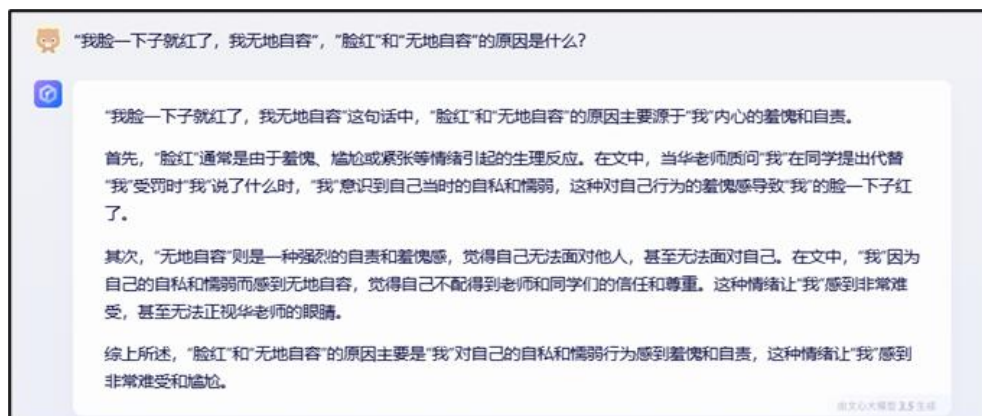 “我脸一下子就红了，我无地自容”，“脸红”和“无地自容”的原因是什么？
“我脸一下子就红了，我无地自容”这句话中，“脸红”和“无地自容”的原因主要源于“我”内心的羞愧和自责。
首先，“脸红”通常是由于羞愧、尴尬或紧张等情绪引起的生理反应。在文中，当华老师质问“我”在同学提出代替
“我”受罚时“我”说了什么时，“我”意识到自己当时的自私和懦弱，这种对自己行为的羞愧感导致“我”的脸一下子红
了。
其次，“无地自容”则是一种强烈的自责和羞愧感，觉得自己无法面对他人，甚至无法面对自己。在文中，“我”因为
自己的自私和懦弱而感到无地自容，觉得自己不配得到老师和同学们的信任和尊重。这种情绪让“我”感到非常难
受，甚至无法正视华老师的眼睛。
综上所述，“脸红”和“无地自容”的原因主要是“我”对自己的自私和懦弱行为感到羞愧和自责，这种情绪让“我”感到
非常难受和尴尬。
由文心大模型 3.5 生成